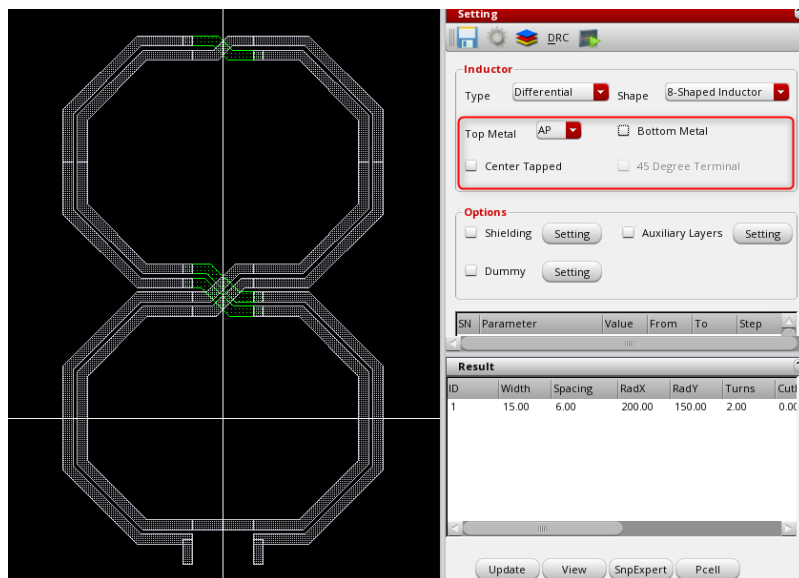 Setting
DRC
Inductor
Type Differential Shape 8-Shaped Inductor
Top Metal AP Bottom Metal
Center Tapped 45 Degree Terminal
Options
Shielding Setting Auxiliary Layers Setting
Dummy Setting
SN Parameter Value From To Step
Result
ID Width Spacing RadX RadY Turns
1 15.00 6.00 200.00 150.00 2.00 0.00
Update View SnpExpert Pcell